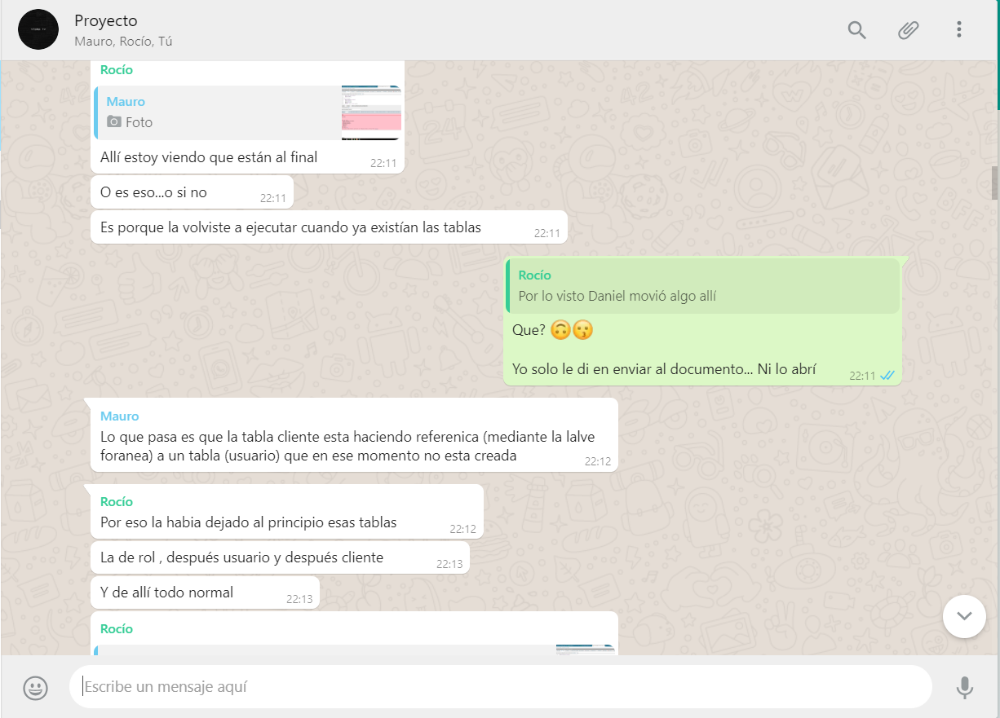 Proyecto
Mauro, Rocío, Tú
Rocío
Mauro
Foto
Allí estoy viendo que están al final
22:11
O es eso...o si no
22:11
Es porque la volviste a ejecutar cuando ya existían las tablas
22:11
Rocío
Por lo visto Daniel movió algo allí
Que? 🙃😗
Yo solo le di en enviar al documento... Ni lo abrí
22:11
Mauro
Lo que pasa es que la tabla cliente esta haciendo referenica (mediante la lalve
foranea) a un tabla (usuario) que en ese momento no esta creada
22:12
Rocío
Por eso la habia dejado al principio esas tablas
22:12
La de rol , después usuario y después cliente
22:13
Y de allí todo normal
22:13
Rocío
Escribe un mensaje aquí